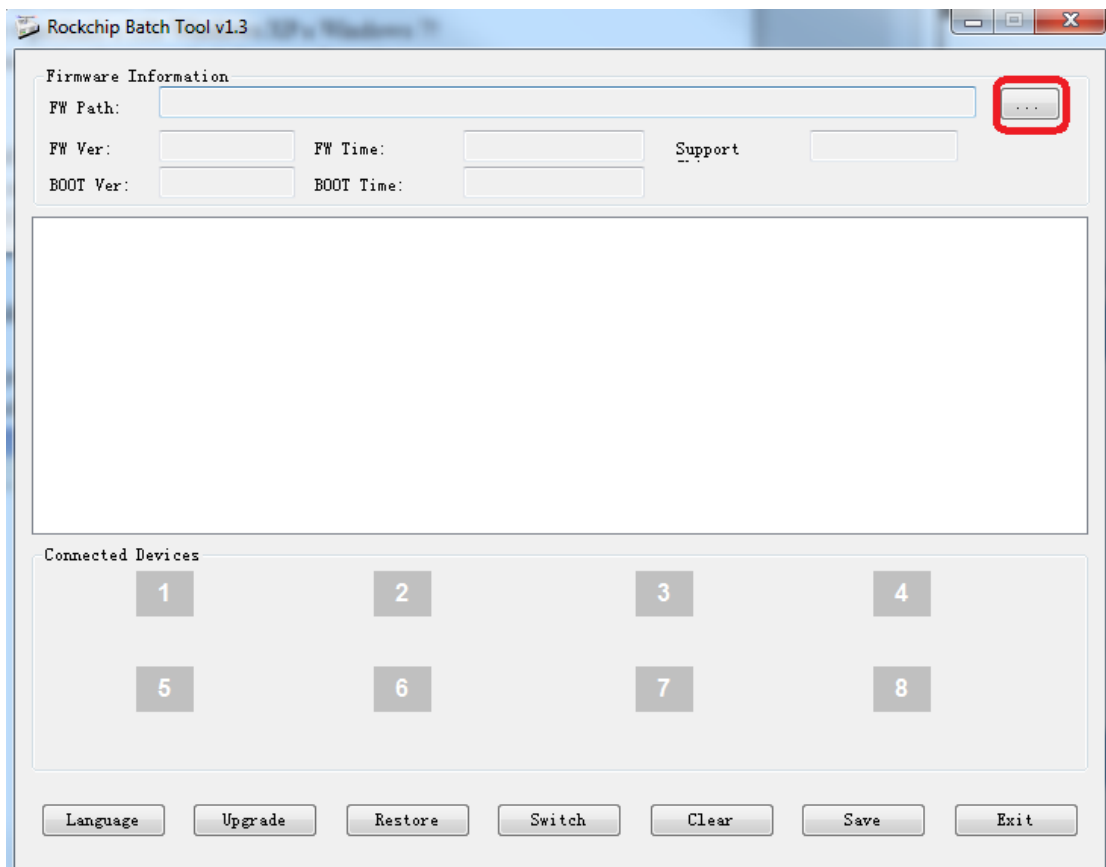 Rockchip Batch Tool v1.3
Firmware Information
FW Path:
...
FW Ver: FW Time: Support
BOOT Ver: BOOT Time:
Connected Devices
1 2 3 4
5 6 7 8
Language Upgrade Restore Switch Clear Save Exit